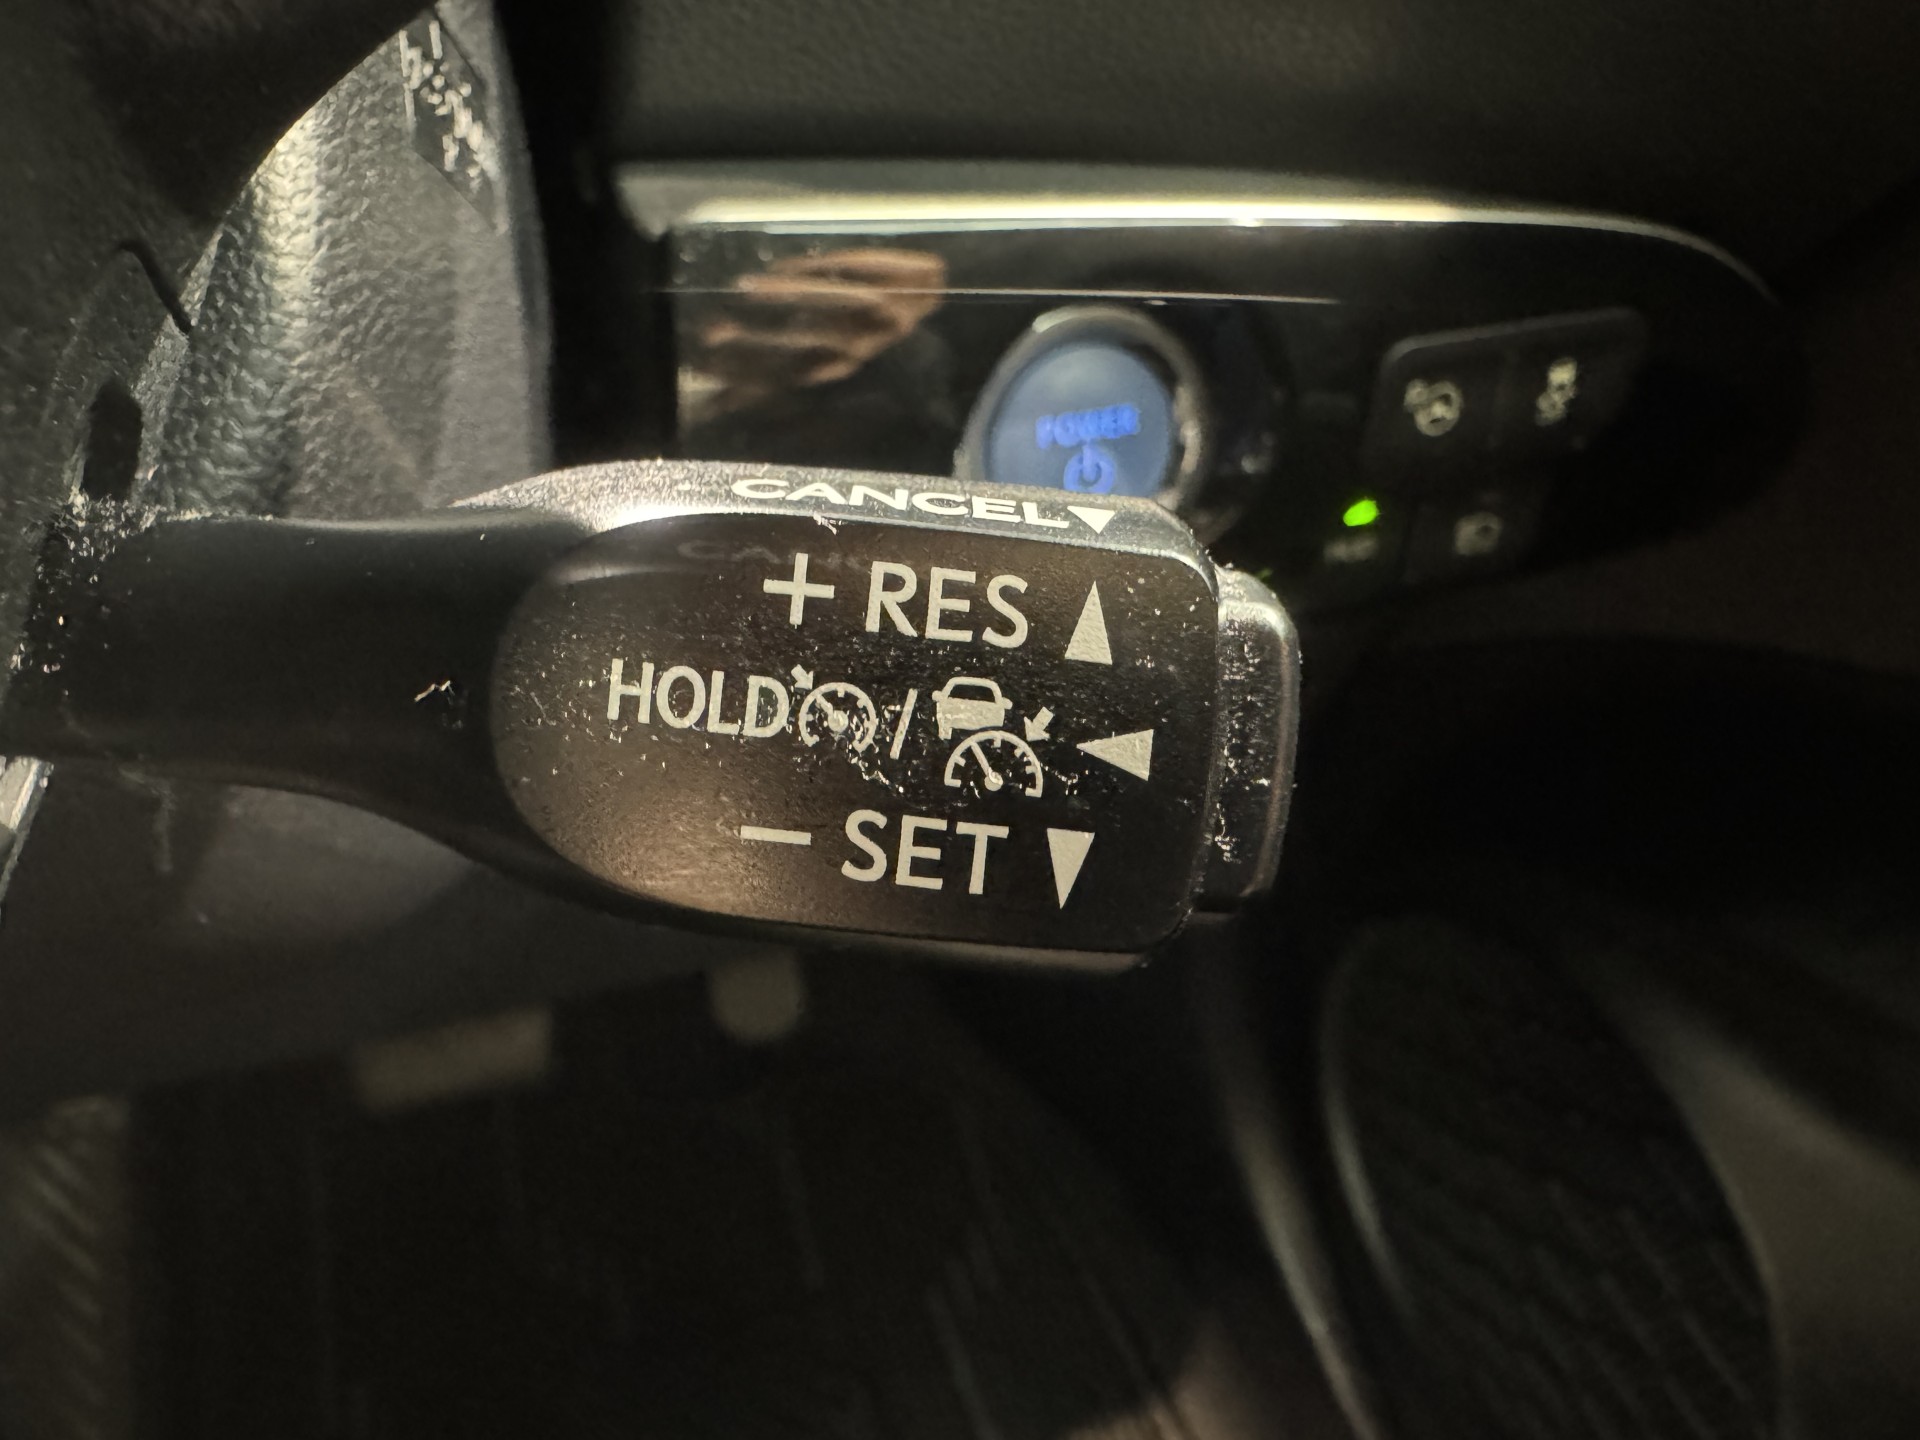 POWER
CANCEL▼
+ RES ▲
HOLD / ◀
− SET ▼